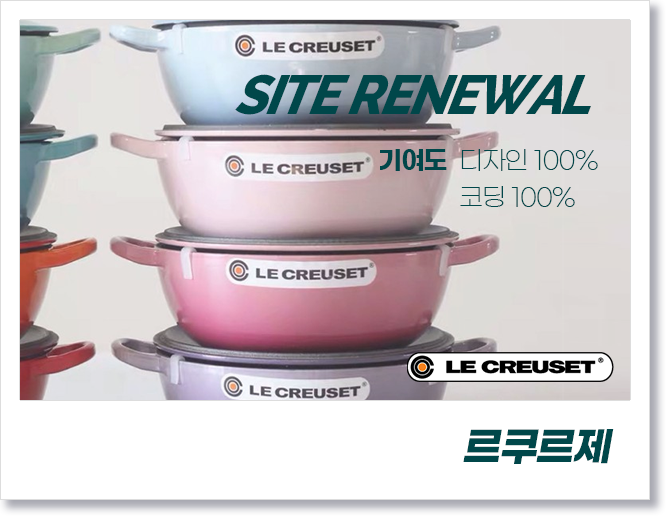 LE CREUSET®
SITE RENEWAL
기여도 디자인 100%
코딩 100%
LE CREUSET®
LE CREUSET®
LE CREUSET®
LE CREUSET®
르쿠르제